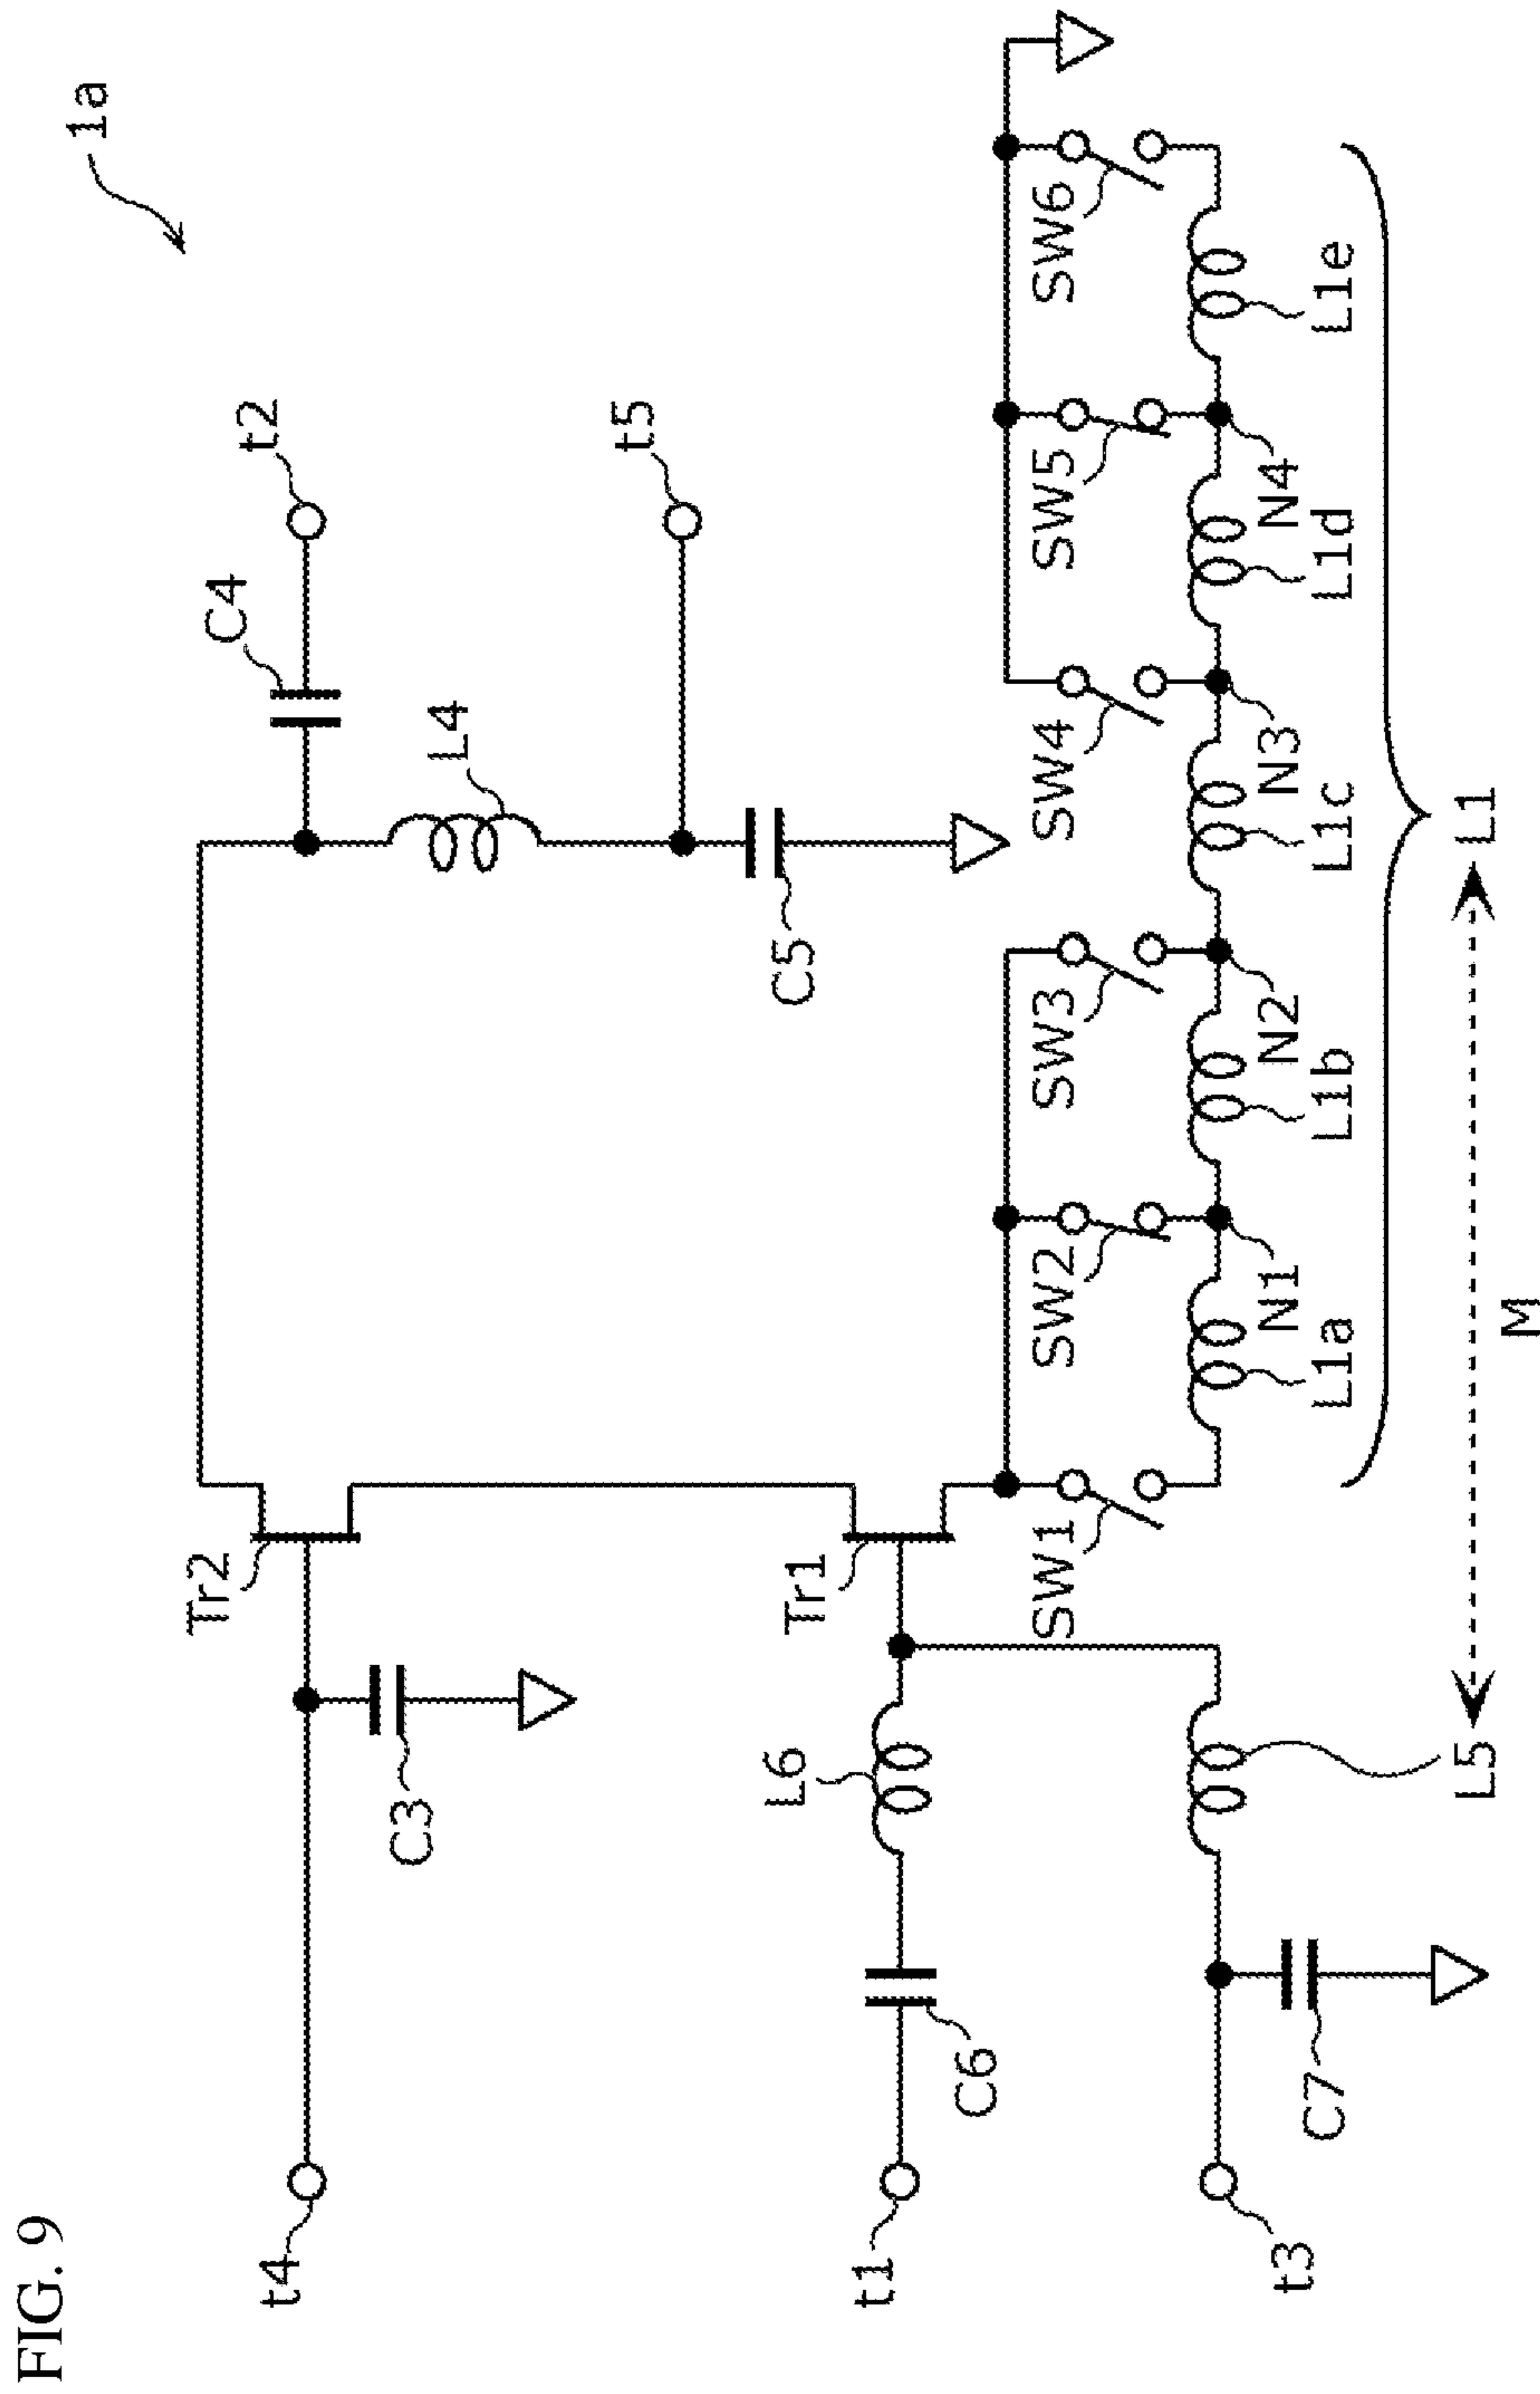 FIG. 9
1a
t4
C3
Tr2
C4
t2
L4
t5
C5
t1
C6
L6
Tr1
t3
C7
L5
SW1
SW2
SW3
SW4
SW5
SW6
N1
N2
N3
N4
L1a
L1b
L1c
L1d
L1e
L1
M